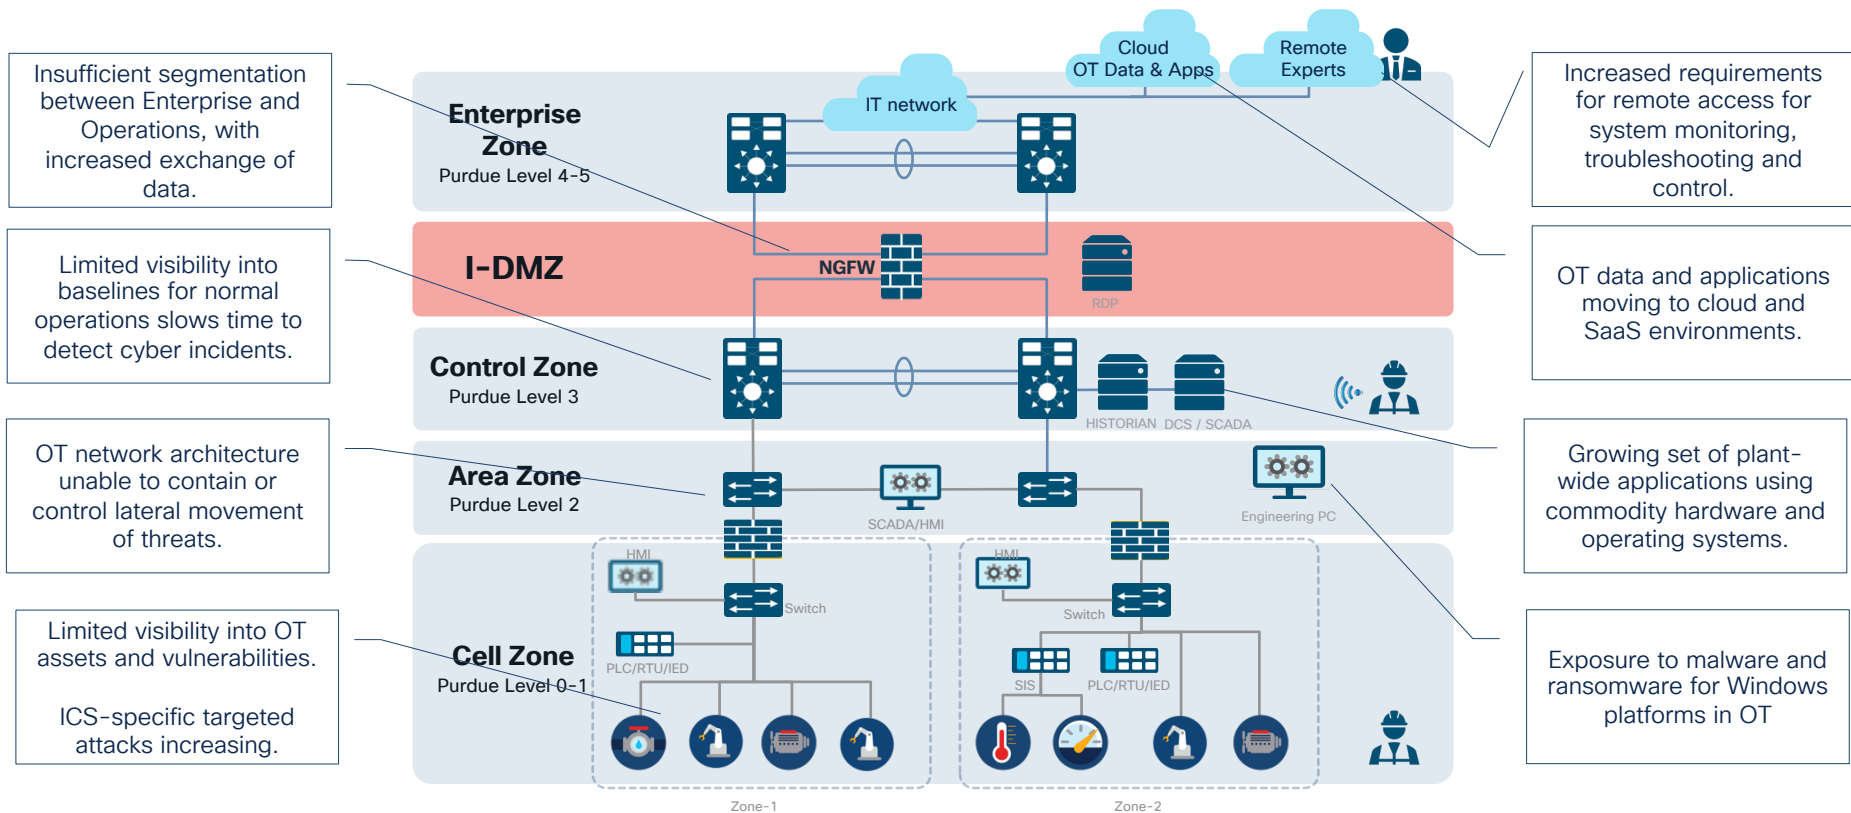 Insufficient segmentation
between Enterprise and
Operations, with
increased exchange of
data.
Limited visibility into
baselines for normal
operations slows time to
detect cyber incidents.
OT network architecture
unable to contain or
control lateral movement
of threats.
Limited visibility into OT
assets and vulnerabilities.
ICS-specific targeted
attacks increasing.
Cloud
OT Data & Apps
Remote
Experts
IT network
Enterprise
Zone
Purdue Level 4-5
I-DMZ
NGFW
RDP
Control Zone
Purdue Level 3
HISTORIAN
DCS / SCADA
Area Zone
Purdue Level 2
SCADA/HMI
Engineering PC
Cell Zone
Purdue Level 0-1
HMI
Switch
PLC/RTU/IED
HMI
Switch
SIS
PLC/RTU/IED
Zone-1
Zone-2
Increased requirements
for remote access for
system monitoring,
troubleshooting and
control.
OT data and applications
moving to cloud and
SaaS environments.
Growing set of plant-
wide applications using
commodity hardware and
operating systems.
Exposure to malware and
ransomware for Windows
platforms in OT